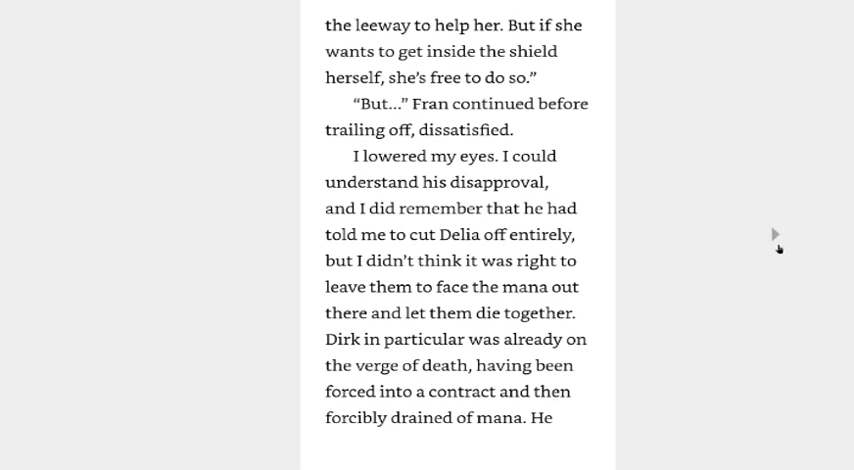 the leeway to help her. But if she
wants to get inside the shield
herself, she’s free to do so.”
“But...” Fran continued before
trailing off, dissatisfied.
I lowered my eyes. I could
understand his disapproval,
and I did remember that he had
told me to cut Delia off entirely,
but I didn’t think it was right to
leave them to face the mana out
there and let them die together.
Dirk in particular was already on
the verge of death, having been
forced into a contract and then
forcibly drained of mana. He